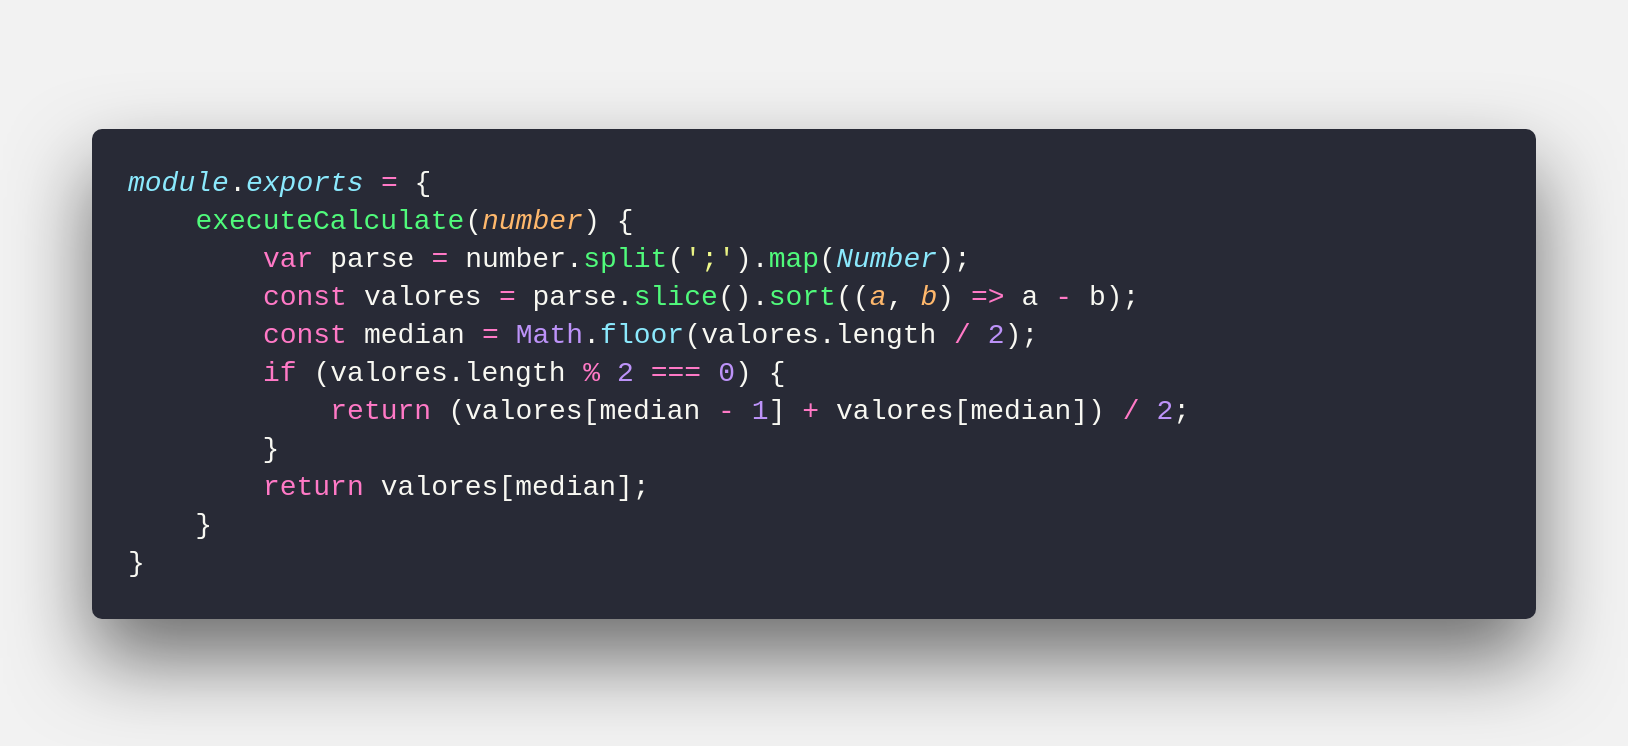 module.exports = {
    executeCalculate(number) {
        var parse = number.split(';').map(Number);
        const valores = parse.slice().sort((a, b) => a - b);
        const median = Math.floor(valores.length / 2);
        if (valores.length % 2 === 0) {
            return (valores[median - 1] + valores[median]) / 2;
        }
        return valores[median];
    }
}